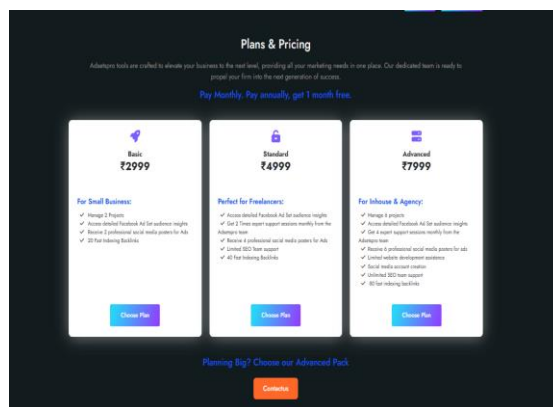 Plans & Pricing
Adsetspro tools are crafted to elevate your business to the next level, providing all your marketing needs in one place. Our dedicated team is ready to
propel your firm into the next generation of success.
Pay Monthly. Pay annually, get 1 month free.
Basic
₹2999
For Small Business:
Manage 2 Projects
Access detailed Facebook Ad Set audience insights
Receive 2 professional social media posters for Ads
20 Fast Indexing Backlinks
Choose Plan
Standard
₹4999
Perfect for Freelancers:
Access detailed Facebook Ad Set audience insights
Get 2 Times expert support sessions monthly from the
Adsetspro team
Receive 4 professional social media posters for Ads
Limited SEO Team support
40 Fast Indexing Backlinks
Choose Plan
Advanced
₹7999
For Inhouse & Agency:
Manage 6 projects
Access detailed Facebook Ad Set audience insights
Get 4 expert support sessions monthly from the
Adsetspro team
Receive 6 professional social media posters for ads
Limited website development assistance
Social media account creation
Unlimited SEO team support
80 fast indexing backlinks
Choose Plan
Planning Big? Choose our Advanced Pack
Contactus